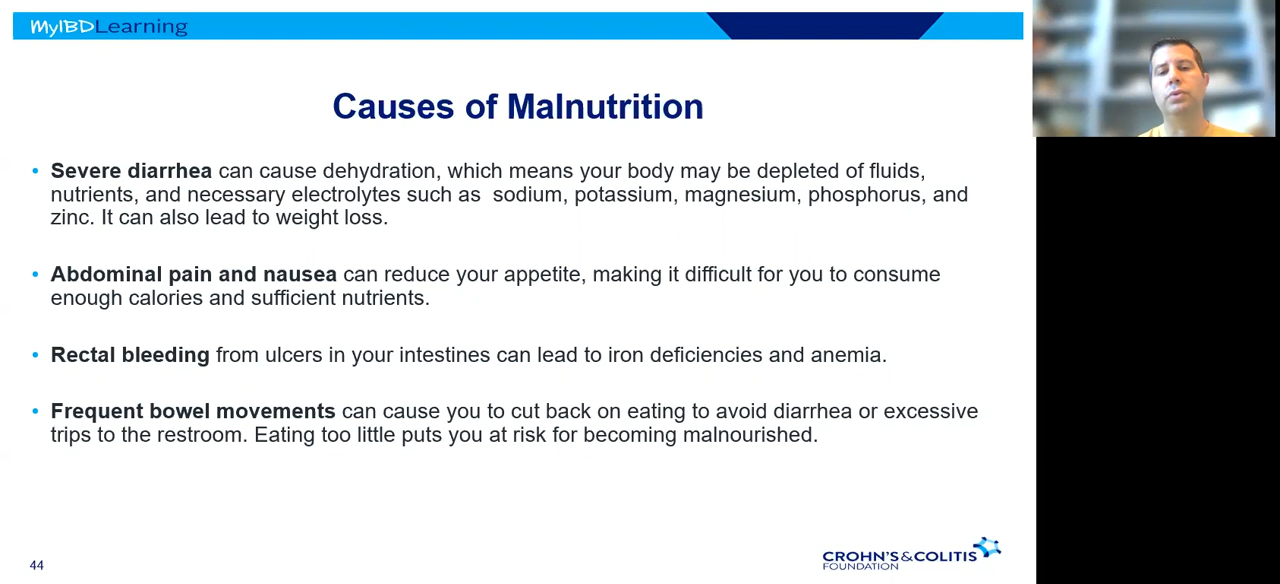 MyIBDLearning
Causes of Malnutrition
• Severe diarrhea can cause dehydration, which means your body may be depleted of fluids,
nutrients, and necessary electrolytes such as  sodium, potassium, magnesium, phosphorus, and
zinc. It can also lead to weight loss.
• Abdominal pain and nausea can reduce your appetite, making it difficult for you to consume
enough calories and sufficient nutrients.
• Rectal bleeding from ulcers in your intestines can lead to iron deficiencies and anemia.
• Frequent bowel movements can cause you to cut back on eating to avoid diarrhea or excessive
trips to the restroom. Eating too little puts you at risk for becoming malnourished.
44
CROHN'S & COLITIS
FOUNDATION